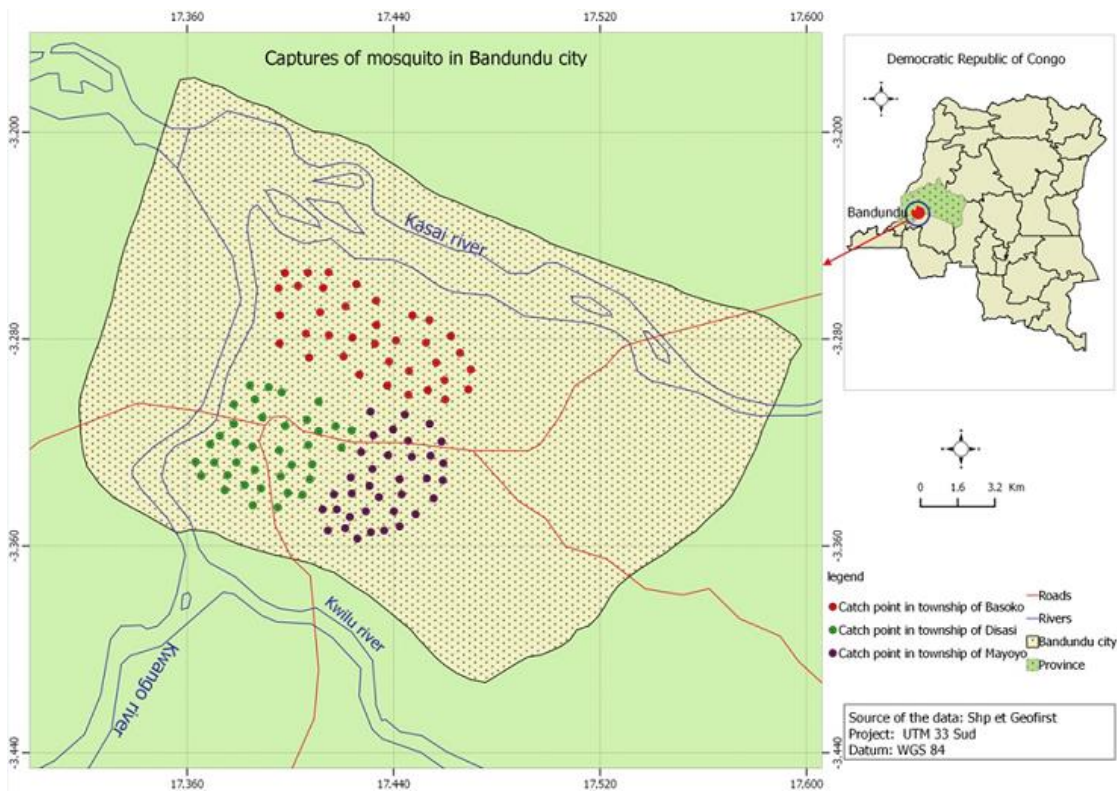 17.360 17.440 17.520 17.600
Captures of mosquito in Bandundu city
-3.200 -3.200
Kasai river
-3.280 -3.280
-3.360 -3.360
Kwilu river
Kwango river
-3.440 -3.440
17.360 17.440 17.520 17.600
Democratic Republic of Congo
Bandundu
0 1.6 3.2 Km
legend
Catch point in township of Basoko
Catch point in township of Disasi
Catch point in township of Mayoyo
Roads
Rivers
Bandundu city
Province
Source of the data: Shp et Geofirst
Project: UTM 33 Sud
Datum: WGS 84